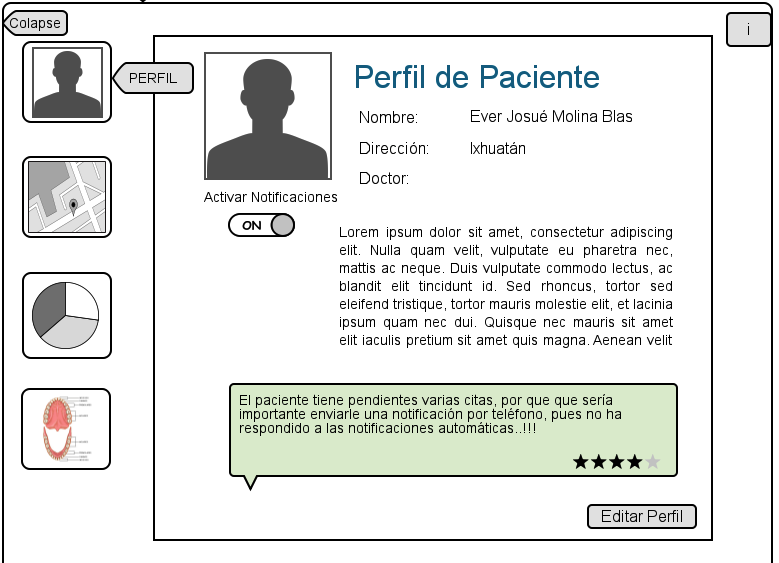 Colapse
i
PERFIL
Perfil de Paciente
Nombre: Ever Josué Molina Blas
Dirección: Ixhuatán
Doctor:
Activar Notificaciones
ON
Lorem ipsum dolor sit amet, consectetur adipiscing
elit. Nulla quam velit, vulputate eu pharetra nec,
mattis ac neque. Duis vulputate commodo lectus, ac
blandit elit tincidunt id. Sed rhoncus, tortor sed
eleifend tristique, tortor mauris molestie elit, et lacinia
ipsum quam nec dui. Quisque nec mauris sit amet
elit iaculis pretium sit amet quis magna. Aenean velit
El paciente tiene pendientes varias citas, por que que sería
importante enviarle una notificación por teléfono, pues no ha
respondido a las notificaciones automáticas..!!!
Editar Perfil